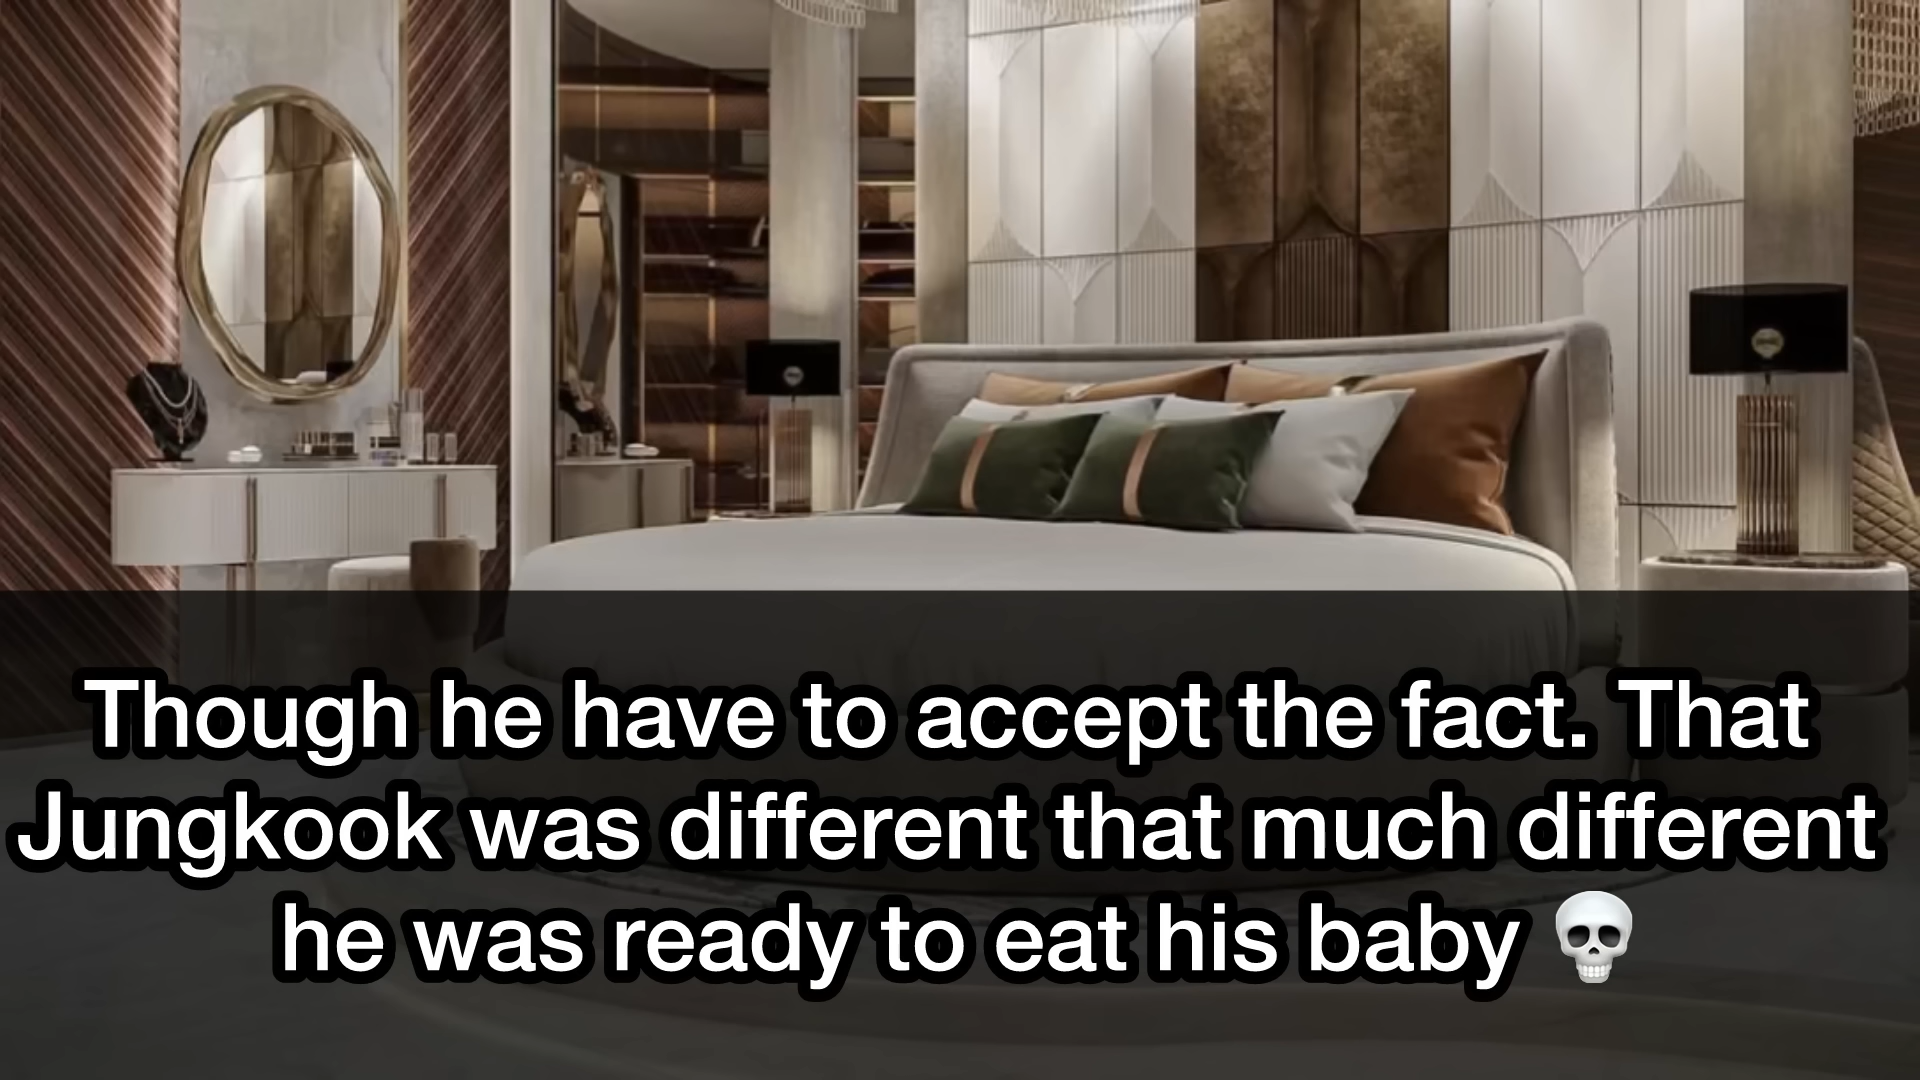 Though he have to accept the fact. That
Jungkook was different that much different
he was ready to eat his baby 💀